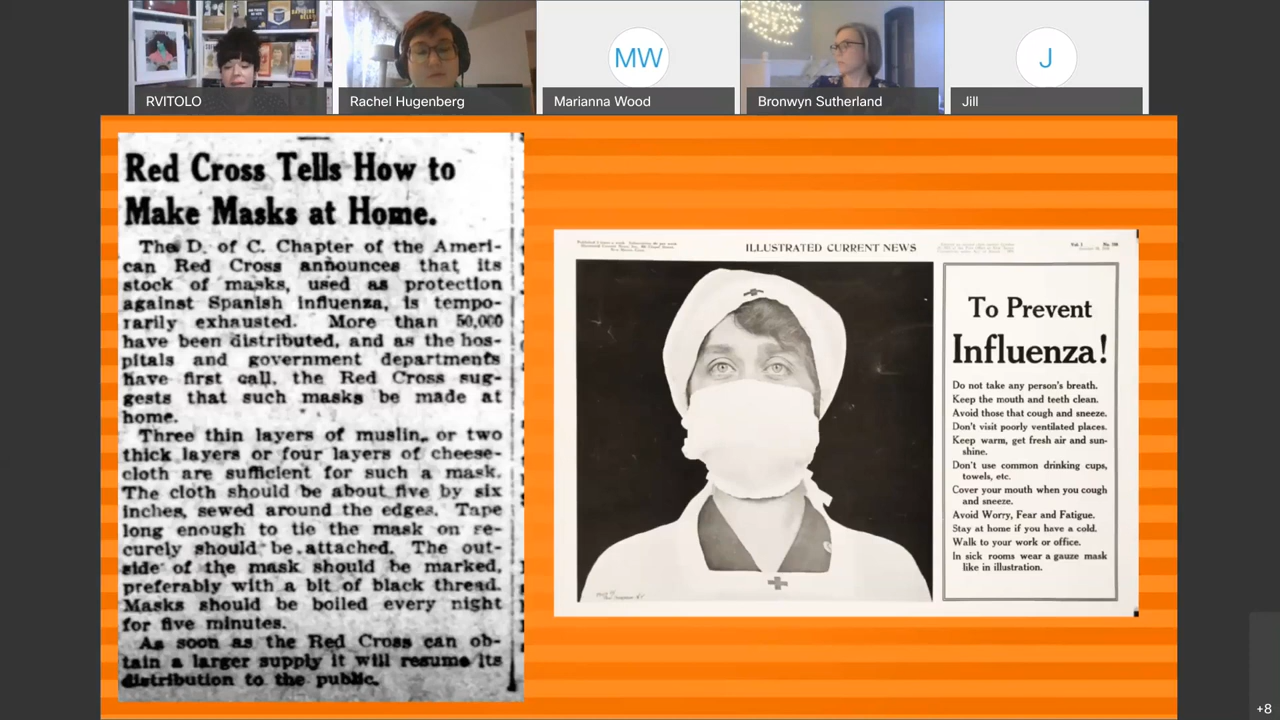 RVITOLO
Rachel Hugenberg
MW
Marianna Wood
Bronwyn Sutherland
J
Jill
Red Cross Tells How to
Make Masks at Home.
The D. of C. Chapter of the Ameri-
can Red Cross announces that its
stock of masks, used as protection
against Spanish influenza, is tempo-
rarily exhausted. More than 50,000
have been distributed, and as the hos-
pitals and government departments
have first call, the Red Cross sug-
gests that such masks be made at
home.
Three thin layers of muslin, or two
thick layers or four layers of cheese-
cloth are sufficient for such a mask.
The cloth should be about five by six
inches, sewed around the edges. Tape
long enough to tie the mask on re-
curely should be attached. The out-
side of the mask should be marked,
preferably with a bit of black thread.
Masks should be boiled every night
for five minutes.
As soon as the Red Cross can ob-
tain a larger supply it will resume its
distribution to the public.
ILLUSTRATED CURRENT NEWS
To Prevent
Influenza!
Do not take any person's breath.
Keep the mouth and teeth clean.
Avoid those that cough and sneeze.
Don't visit poorly ventilated places.
Keep warm, get fresh air and sun-
shine.
Don't use common drinking cups,
towels, etc.
Cover your mouth when you cough
and sneeze.
Avoid Worry, Fear and Fatigue.
Stay at home if you have a cold.
Walk to your work or office.
In sick rooms wear a gauze mask
like in illustration.
+8